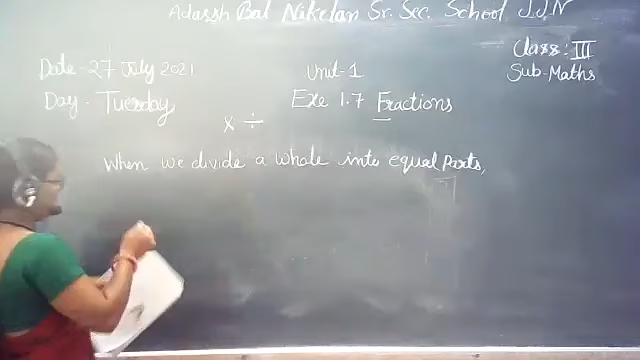 Adarsh Bal Niketan Sr. Sec. School JJN
Class: III
Date - 27 July 2021
Unit-1
Sub-Maths
Day - Tuesday
Exe 1.7 Fractions
× ÷
When we divide a whole into equal Parts,